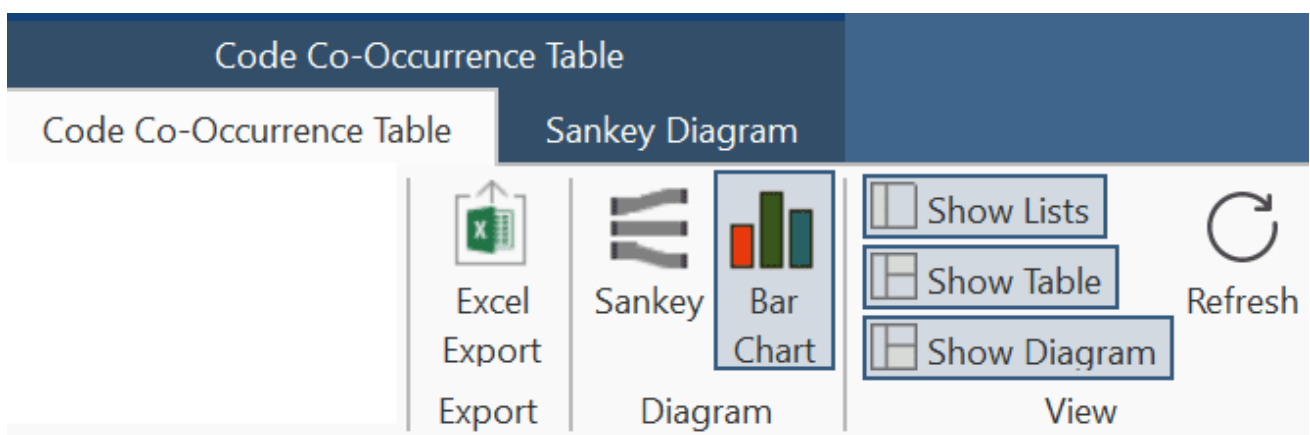 Code Co-Occurrence Table
Code Co-Occurrence Table
Sankey Diagram
X
Excel
Export
Export
Sankey
Bar
Chart
Diagram
Show Lists
Show Table
Show Diagram
View
Refresh